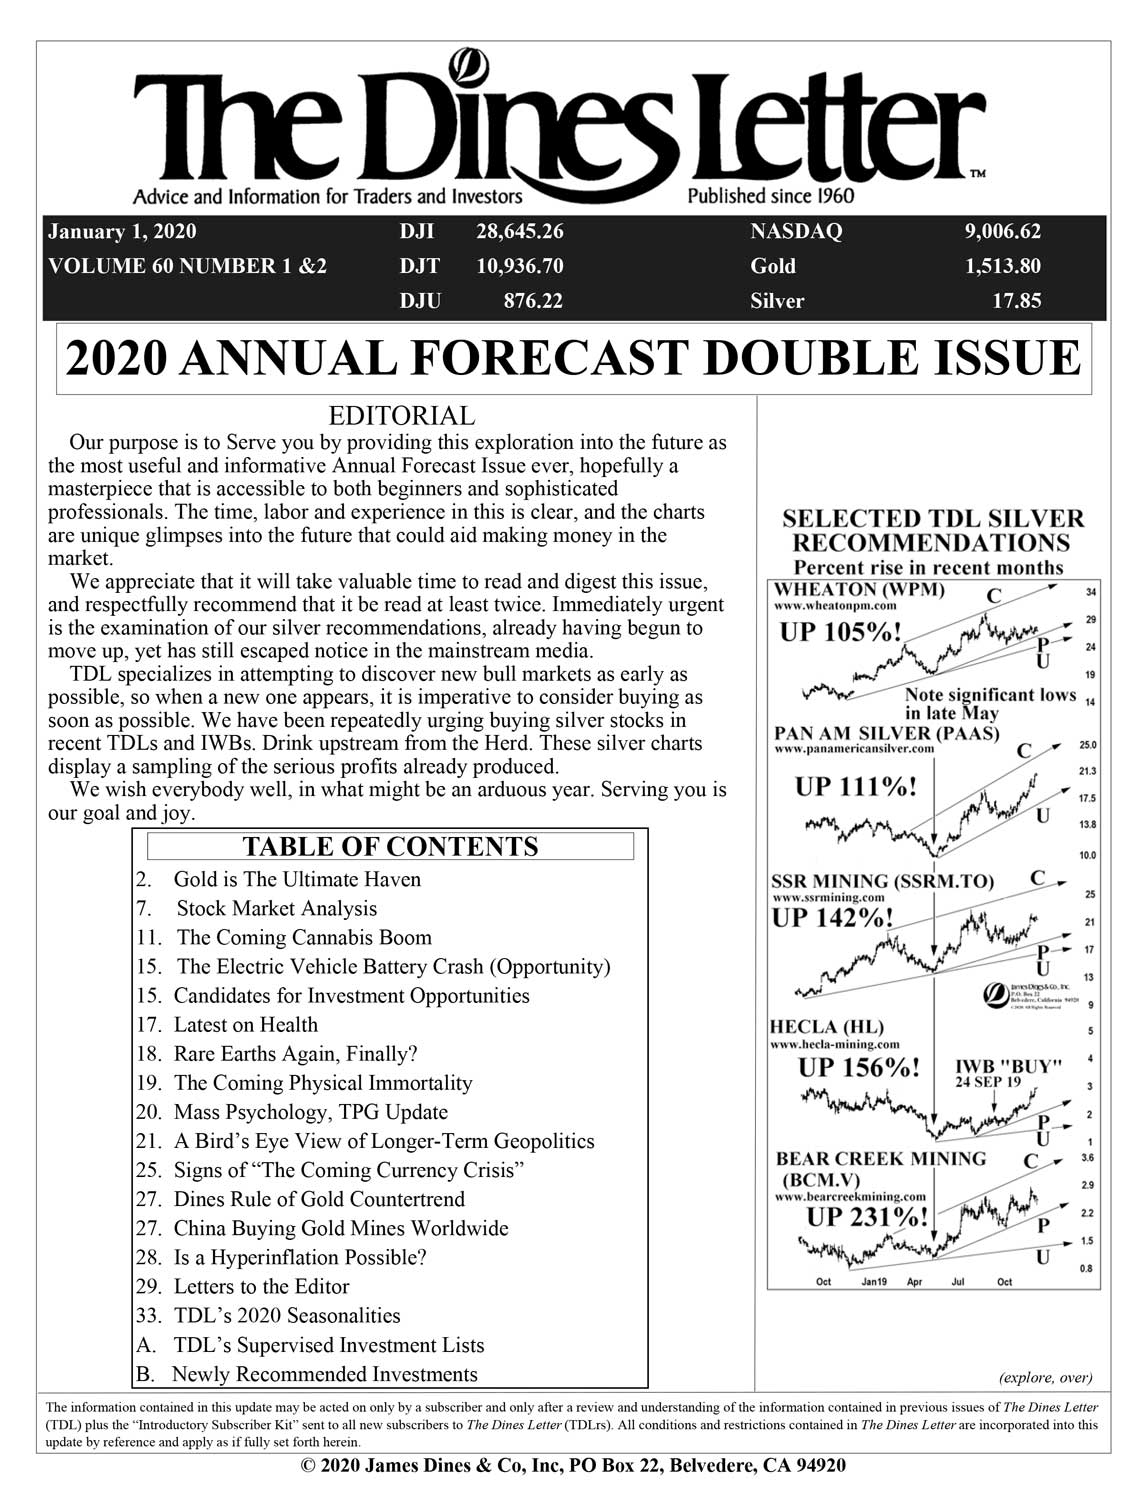 The Dines Letter™
Advice and Information for Traders and Investors
Published since 1960
January 1, 2020 DJI 28,645.26 NASDAQ 9,006.62
VOLUME 60 NUMBER 1 &2 DJT 10,936.70 Gold 1,513.80
DJU 876.22 Silver 17.85
2020 ANNUAL FORECAST DOUBLE ISSUE
EDITORIAL
Our purpose is to Serve you by providing this exploration into the future as
the most useful and informative Annual Forecast Issue ever, hopefully a
masterpiece that is accessible to both beginners and sophisticated
professionals. The time, labor and experience in this is clear, and the charts
are unique glimpses into the future that could aid making money in the
market.
We appreciate that it will take valuable time to read and digest this issue,
and respectfully recommend that it be read at least twice. Immediately urgent
is the examination of our silver recommendations, already having begun to
move up, yet has still escaped notice in the mainstream media.
TDL specializes in attempting to discover new bull markets as early as
possible, so when a new one appears, it is imperative to consider buying as
soon as possible. We have been repeatedly urging buying silver stocks in
recent TDLs and IWBs. Drink upstream from the Herd. These silver charts
display a sampling of the serious profits already produced.
We wish everybody well, in what might be an arduous year. Serving you is
our goal and joy.
TABLE OF CONTENTS
2. Gold is The Ultimate Haven
7. Stock Market Analysis
11. The Coming Cannabis Boom
15. The Electric Vehicle Battery Crash (Opportunity)
15. Candidates for Investment Opportunities
17. Latest on Health
18. Rare Earths Again, Finally?
19. The Coming Physical Immortality
20. Mass Psychology, TPG Update
21. A Bird’s Eye View of Longer-Term Geopolitics
25. Signs of “The Coming Currency Crisis”
27. Dines Rule of Gold Countertrend
27. China Buying Gold Mines Worldwide
28. Is a Hyperinflation Possible?
29. Letters to the Editor
33. TDL’s 2020 Seasonalities
A. TDL’s Supervised Investment Lists
B. Newly Recommended Investments
SELECTED TDL SILVER
RECOMMENDATIONS
Percent rise in recent months
WHEATON (WPM)
www.wheatonpm.com
UP 105%!
C
P
U
34
29
24
19
14
Note significant lows
in late May
PAN AM SILVER (PAAS)
www.panamericansilver.com
UP 111%!
C
U
25.0
21.3
17.5
13.8
10.0
SSR MINING (SSRM.TO)
www.ssrmining.com
UP 142%!
C
P
U
25
21
17
13
9
James Dines & Co., Inc.
P.O. Box 22
Belvedere, California 94920
©2020 All Rights Reserved
HECLA (HL)
www.hecla-mining.com
UP 156%!
IWB "BUY"
24 SEP 19
P
U
5
4
3
2
1
BEAR CREEK MINING
(BCM.V)
www.bearcreekmining.com
UP 231%!
C
P
U
3.6
2.9
2.2
1.5
0.8
Oct Jan19 Apr Jul Oct
(explore, over)
The information contained in this update may be acted on only by a subscriber and only after a review and understanding of the information contained in previous issues of The Dines Letter
(TDL) plus the “Introductory Subscriber Kit” sent to all new subscribers to The Dines Letter (TDLrs). All conditions and restrictions contained in The Dines Letter are incorporated into this
update by reference and apply as if fully set forth herein.
© 2020 James Dines & Co, Inc, PO Box 22, Belvedere, CA 94920